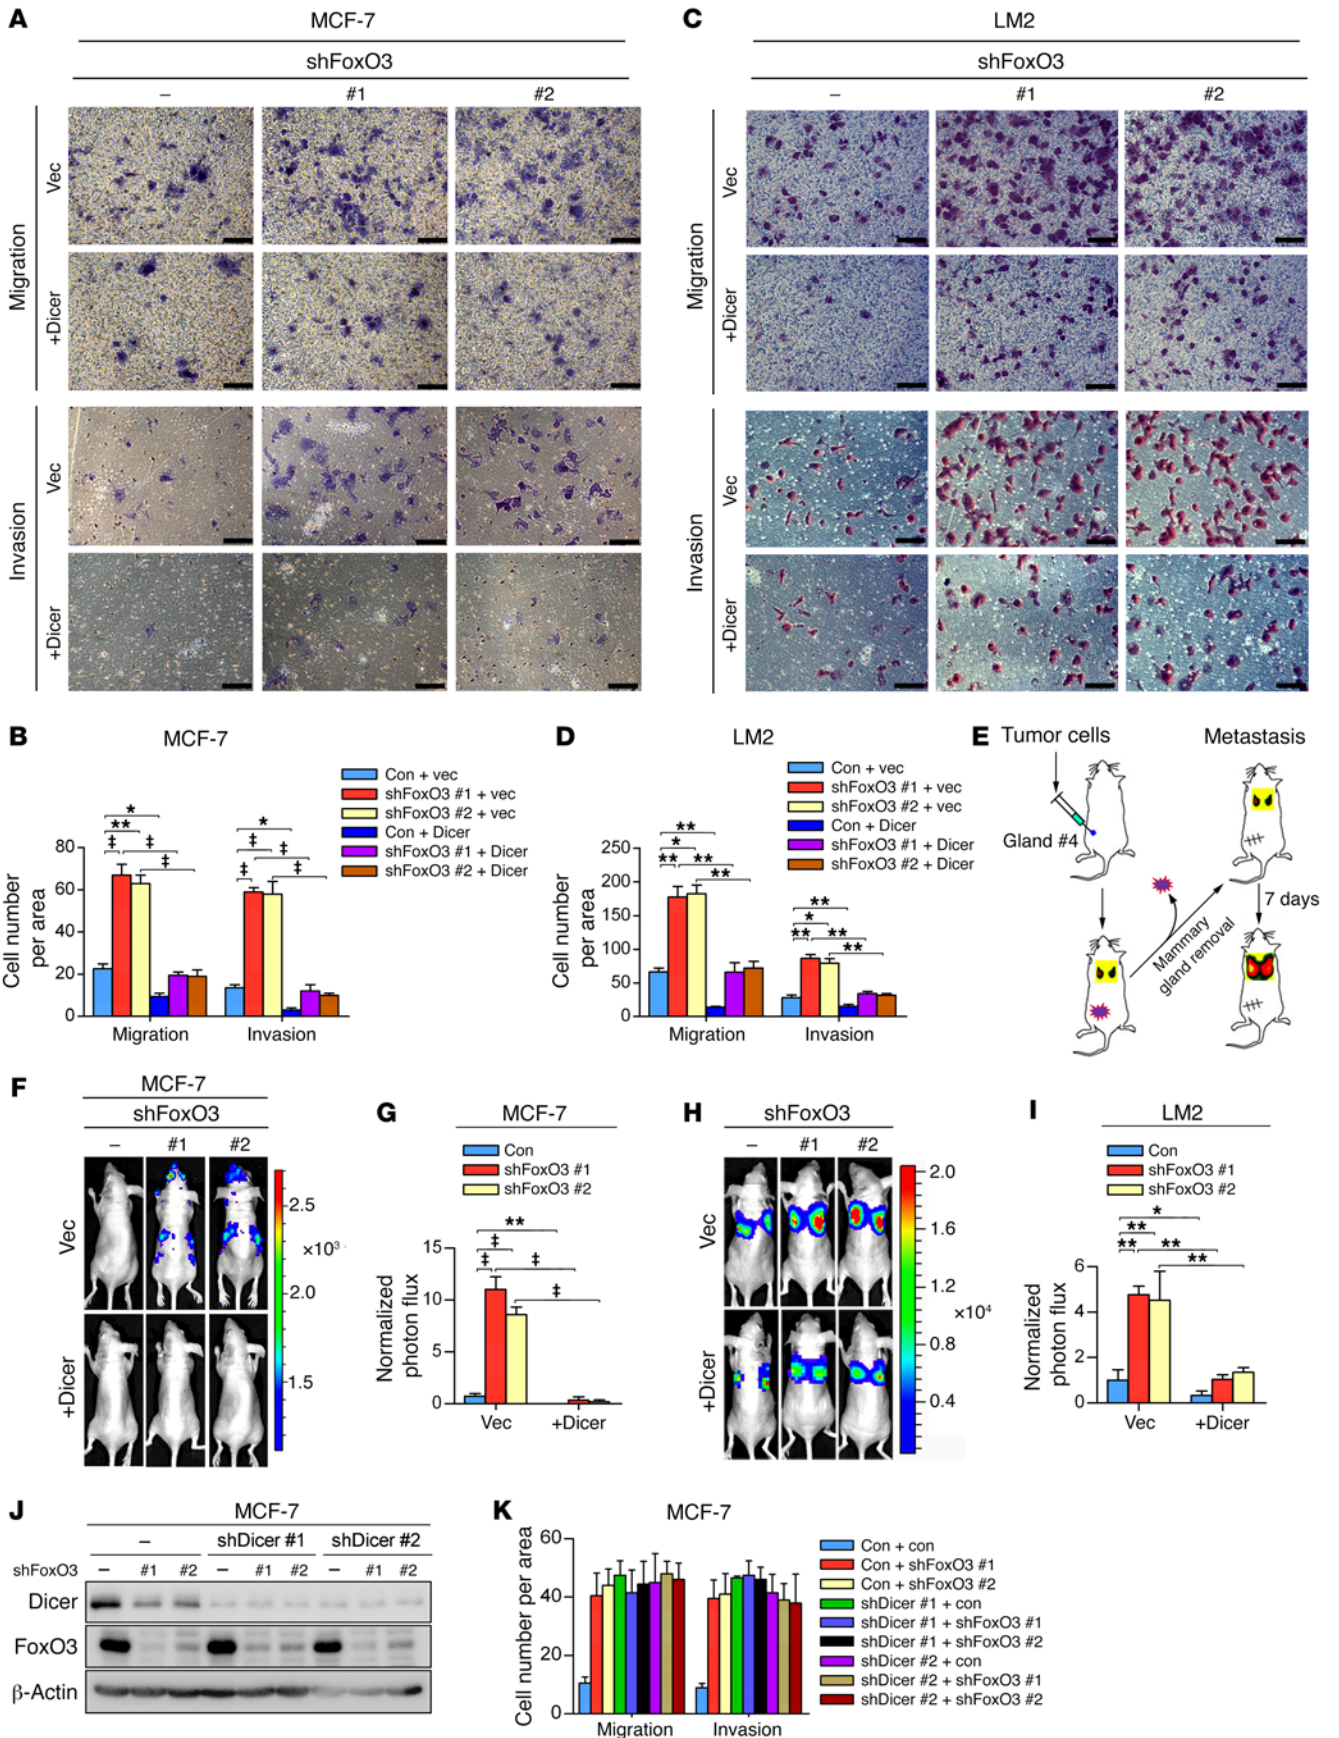 A
MCF-7
shFoxO3
– #1 #2
Migration
Vec
+Dicer
Invasion
Vec
+Dicer
C
LM2
shFoxO3
– #1 #2
Migration
Vec
+Dicer
Invasion
Vec
+Dicer
B
MCF-7
Con + vec
shFoxO3 #1 + vec
shFoxO3 #2 + vec
Con + Dicer
shFoxO3 #1 + Dicer
shFoxO3 #2 + Dicer
Cell number
per area
80
60
40
20
0
*
**
‡ ‡
‡
*
‡
‡ ‡
‡
Migration Invasion
D
LM2
Con + vec
shFoxO3 #1 + vec
shFoxO3 #2 + vec
Con + Dicer
shFoxO3 #1 + Dicer
shFoxO3 #2 + Dicer
Cell number
per area
250
200
150
100
50
0
**
*
** **
**
**
*
** **
**
Migration Invasion
E
Tumor cells
Gland #4
Metastasis
7 days
Mammary
gland removal
F
MCF-7
shFoxO3
– #1 #2
Vec
+Dicer
2.5
×10³
2.0
1.5
G
MCF-7
Con
shFoxO3 #1
shFoxO3 #2
Normalized
photon flux
15
10
5
0
**
‡
‡ ‡
‡
Vec +Dicer
H
shFoxO3
– #1 #2
Vec
+Dicer
2.0
1.6
1.2
×10⁴
0.8
0.4
I
LM2
Con
shFoxO3 #1
shFoxO3 #2
Normalized
photon flux
6
4
2
0
*
**
** **
**
Vec +Dicer
J
MCF-7
– shDicer #1 shDicer #2
shFoxO3 – #1 #2 – #1 #2 – #1 #2
Dicer
FoxO3
β-Actin
K
MCF-7
Cell number per area
60
40
20
0
Migration Invasion
Con + con
Con + shFoxO3 #1
Con + shFoxO3 #2
shDicer #1 + con
shDicer #1 + shFoxO3 #1
shDicer #1 + shFoxO3 #2
shDicer #2 + con
shDicer #2 + shFoxO3 #1
shDicer #2 + shFoxO3 #2